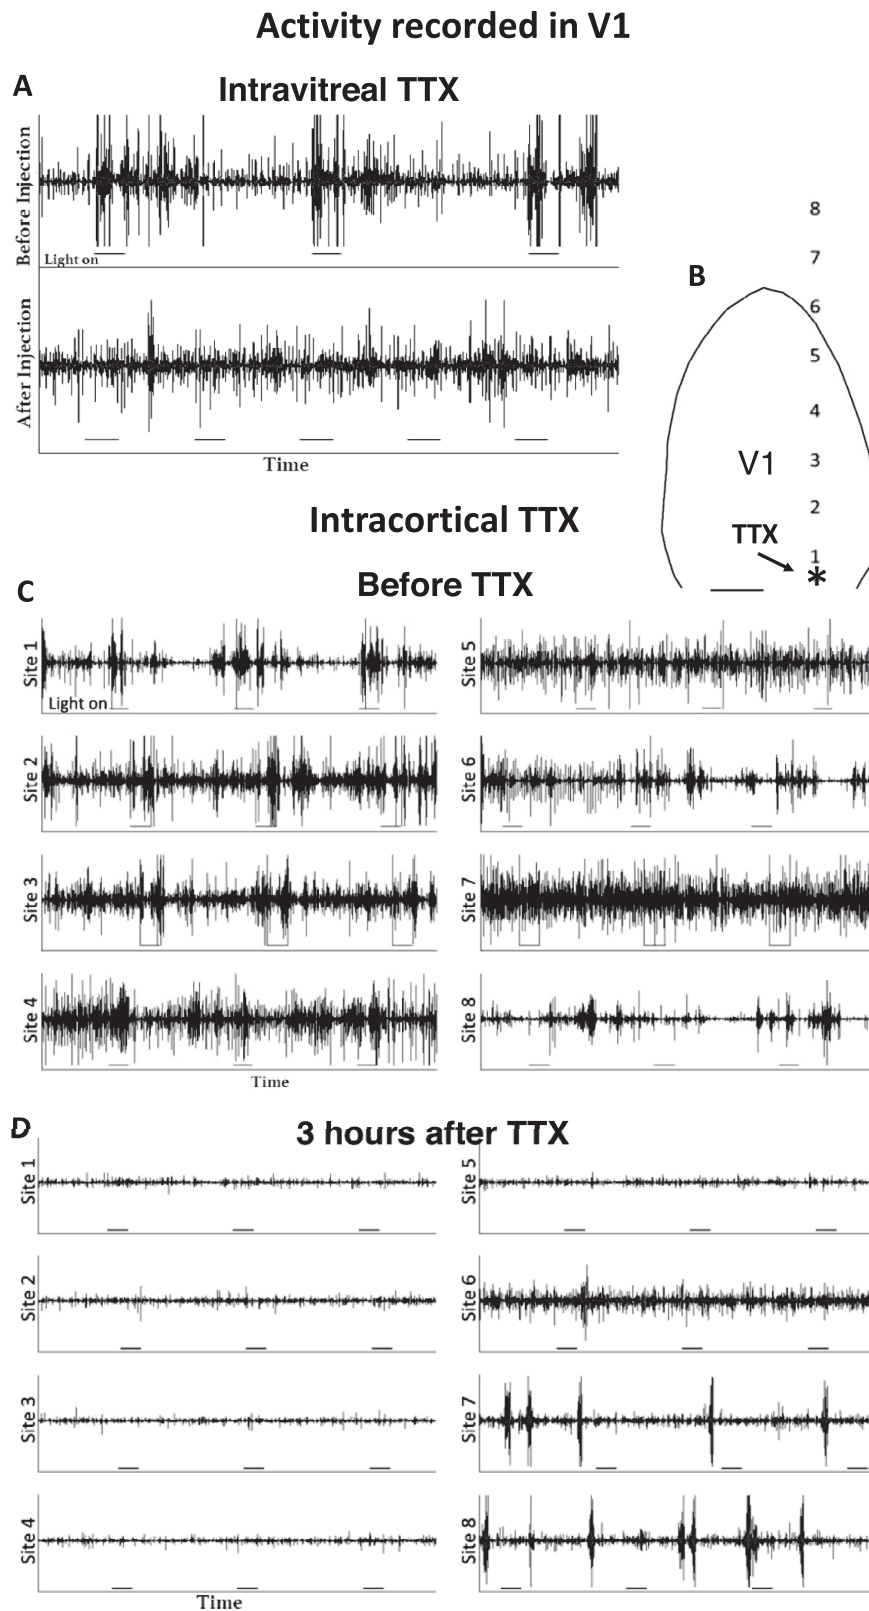 Activity recorded in V1
A
Intravitreal TTX
Before Injection
Light on
After Injection
Time
B
8
7
6
5
4
3
2
1
V1
TTX
*
Intracortical TTX
C
Before TTX
Site 1
Light on
Site 2
Site 3
Site 4
Time
Site 5
Site 6
Site 7
Site 8
D
3 hours after TTX
Site 1
Site 2
Site 3
Site 4
Time
Site 5
Site 6
Site 7
Site 8